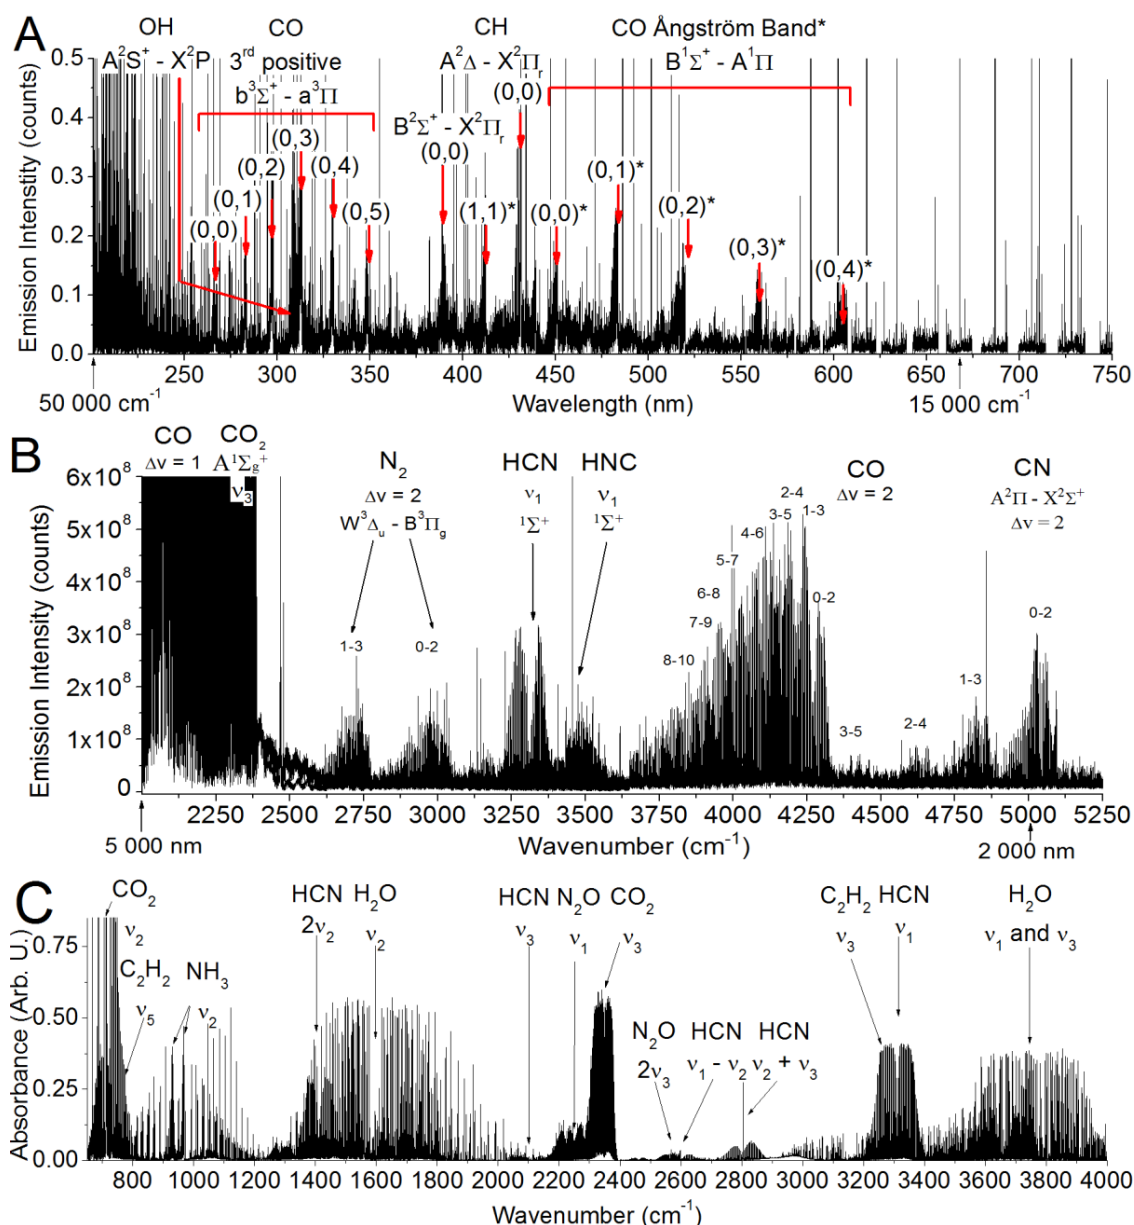 A
OH
CO
CH
CO Ångström Band*
A²S⁺ - X²P
3ʳᵈ positive
A²Δ - X²Πᵣ
B¹Σ⁺ - A¹Π
b³Σ⁺ - a³Π
(0,0)
B²Σ⁺ - X²Πᵣ
(0,0)
(0,3)
(0,2)
(0,4)
(0,1)
(0,5)
(0,0)
(1,1)*
(0,0)*
(0,1)*
(0,2)*
(0,3)*
(0,4)*
Emission Intenstity (counts)
0.5
0.4
0.3
0.2
0.1
0.0
250
300
350
400
450
500
550
600
650
700
750
50 000 cm⁻¹
Wavelength (nm)
15 000 cm⁻¹
B
CO
Δv = 1
CO₂
A¹Σg⁺
ν₃
N₂
Δv = 2
W³Δᵤ - B³Πg
HCN
ν₁
¹Σ⁺
HNC
ν₁
¹Σ⁺
CO
Δv = 2
CN
A²Π - X²Σ⁺
Δv = 2
1-3
0-2
8-10
7-9
6-8
5-7
4-6
3-5
2-4
1-3
0-2
3-5
2-4
1-3
0-2
Emission Intensity (counts)
6x10⁸
5x10⁸
4x10⁸
3x10⁸
2x10⁸
1x10⁸
0
2250
2500
2750
3000
3250
3500
3750
4000
4250
4500
4750
5000
5250
5 000 nm
Wavenumber (cm⁻¹)
2 000 nm
C
CO₂
ν₂
C₂H₂
ν₅
NH₃
ν₂
HCN
2ν₂
H₂O
ν₂
HCN
ν₃
N₂O
ν₁
CO₂
ν₃
N₂O
2ν₃
HCN
ν₁ - ν₂
HCN
ν₂ + ν₃
C₂H₂
ν₃
HCN
ν₁
H₂O
ν₁ and ν₃
Absorbance (Arb. U.)
0.75
0.50
0.25
0.00
800
1000
1200
1400
1600
1800
2000
2200
2400
2600
2800
3000
3200
3400
3600
3800
4000
Wavenumber (cm⁻¹)